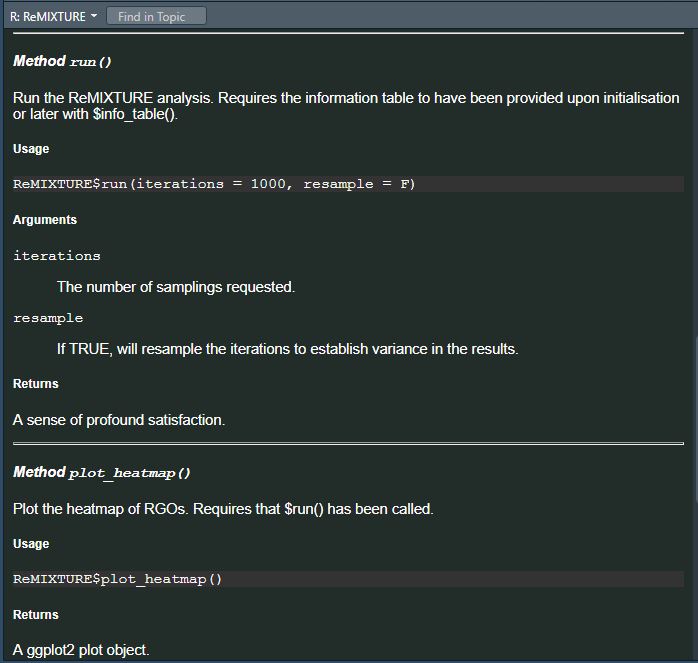 R: ReMIXTURE
Find in Topic
Method run()
Run the ReMIXTURE analysis. Requires the information table to have been provided upon initialisation
or later with $info_table().
Usage
ReMIXTURE$run(iterations = 1000, resample = F)
Arguments
iterations
The number of samplings requested.
resample
If TRUE, will resample the iterations to establish variance in the results.
Returns
A sense of profound satisfaction.
Method plot_heatmap()
Plot the heatmap of RGOs. Requires that $run() has been called.
Usage
ReMIXTURE$plot_heatmap()
Returns
A ggplot2 plot object.